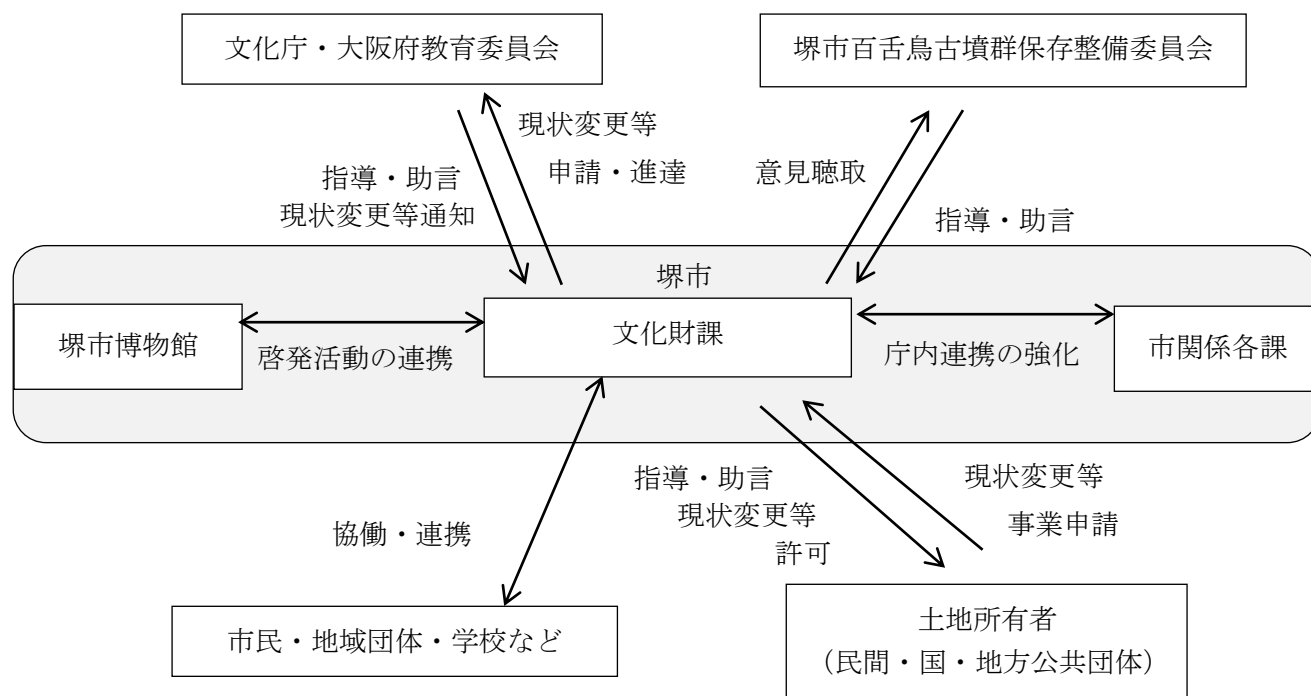 文化庁・大阪府教育委員会
堺市百舌鳥古墳群保存整備委員会
現状変更等
申請・進達
指導・助言
現状変更等通知
意見聴取
指導・助言
堺市
堺市博物館
啓発活動の連携
文化財課
庁内連携の強化
市関係各課
協働・連携
指導・助言
現状変更等
許可
現状変更等
事業申請
市民・地域団体・学校など
土地所有者
（民間・国・地方公共団体）